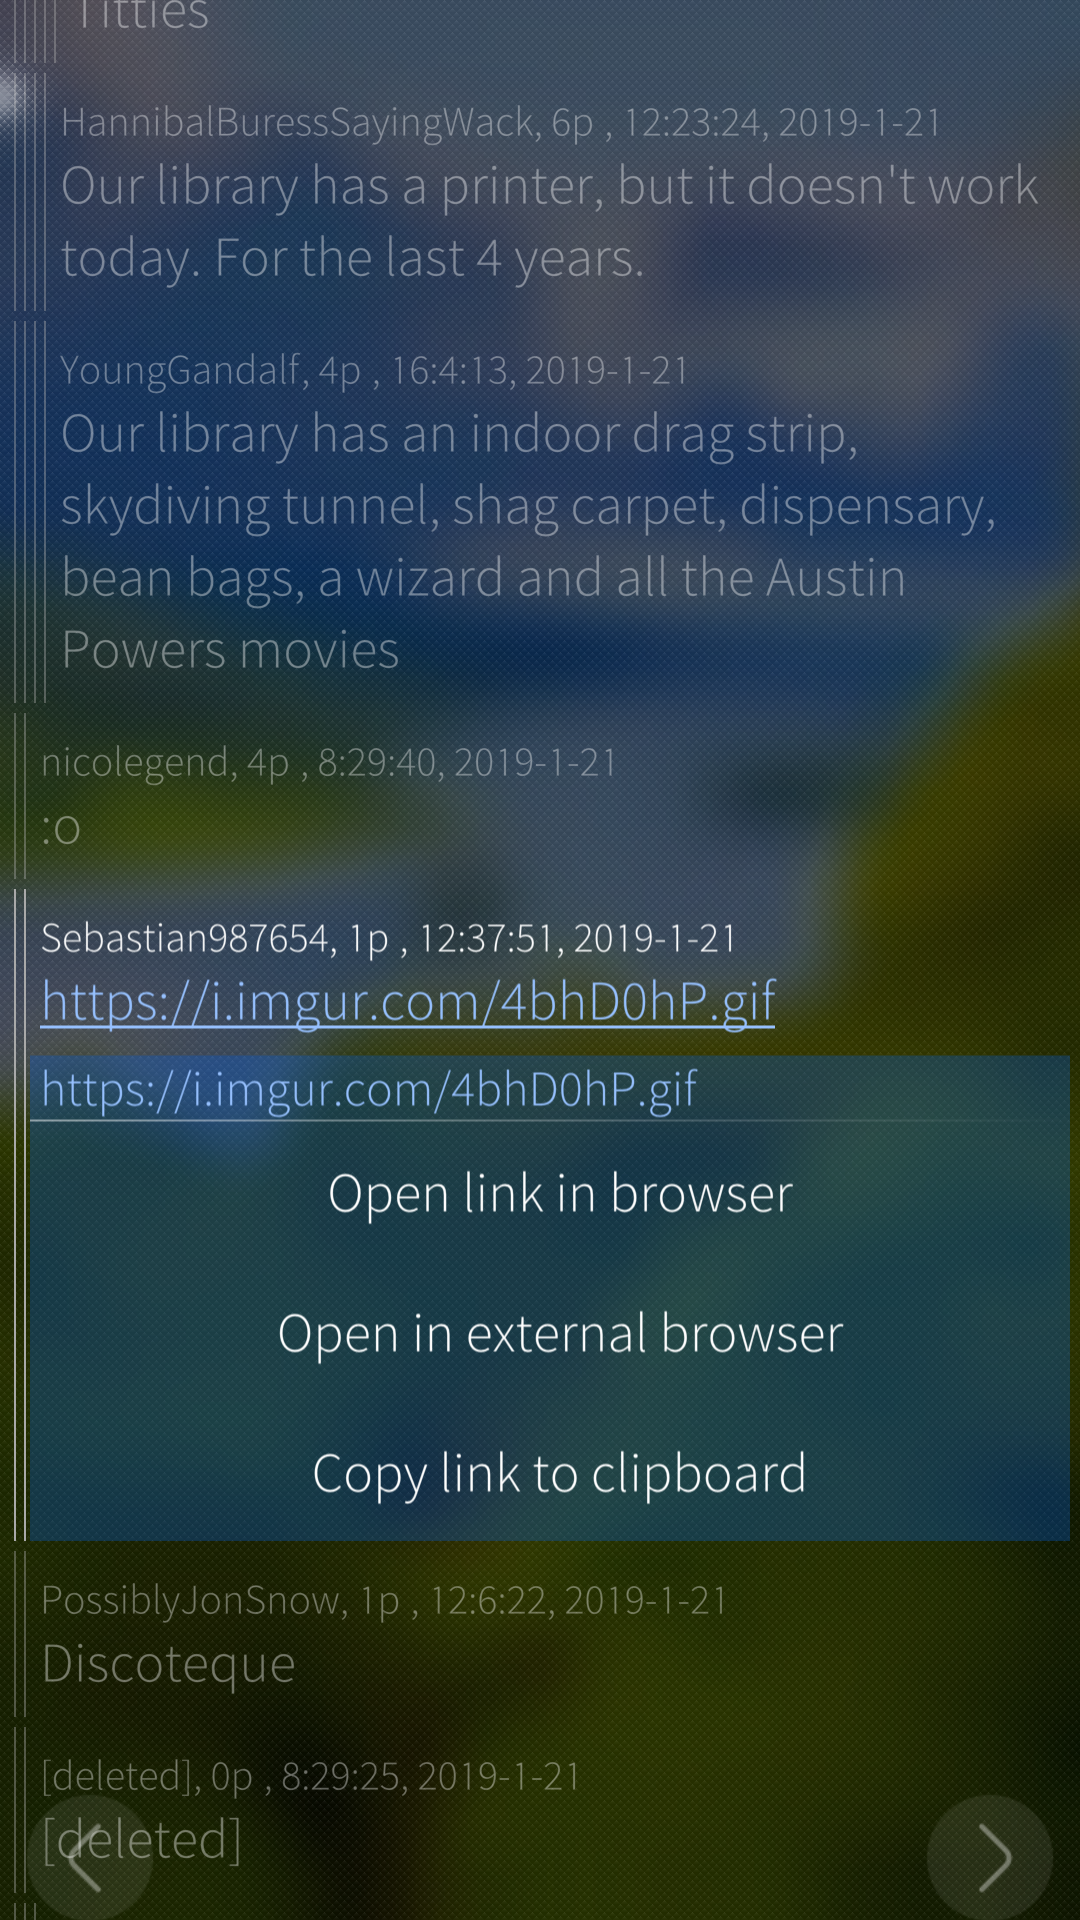 Titties
HannibalBuressSayingWack, 6p , 12:23:24, 2019-1-21
Our library has a printer, but it doesn't work
today. For the last 4 years.
YoungGandalf, 4p , 16:4:13, 2019-1-21
Our library has an indoor drag strip,
skydiving tunnel, shag carpet, dispensary,
bean bags, a wizard and all the Austin
Powers movies
nicolegend, 4p , 8:29:40, 2019-1-21
:o
Sebastian987654, 1p , 12:37:51, 2019-1-21
https://i.imgur.com/4bhD0hP.gif
https://i.imgur.com/4bhD0hP.gif
Open link in browser
Open in external browser
Copy link to clipboard
PossiblyJonSnow, 1p , 12:6:22, 2019-1-21
Discoteque
[deleted], 0p , 8:29:25, 2019-1-21
[deleted]